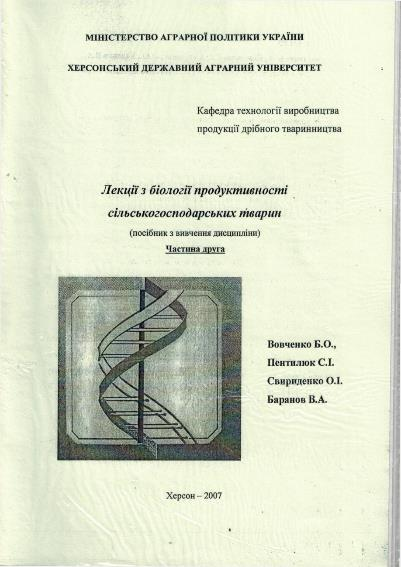 МІНІСТЕРСТВО АГРАРНОЇ ПОЛІТИКИ УКРАЇНИ
ХЕРСОНСЬКИЙ ДЕРЖАВНИЙ АГРАРНИЙ УНІВЕРСИТЕТ
Кафедра технології виробництва
продукції дрібного тваринництва
Лекції з біології продуктивності
сільськогосподарських тварин
(посібник з вивчення дисципліни)
Частина друга
Вовченко Б.О.,
Пентилюк С.І.
Свириденко О.І.
Баранов В.А.
Херсон – 2007